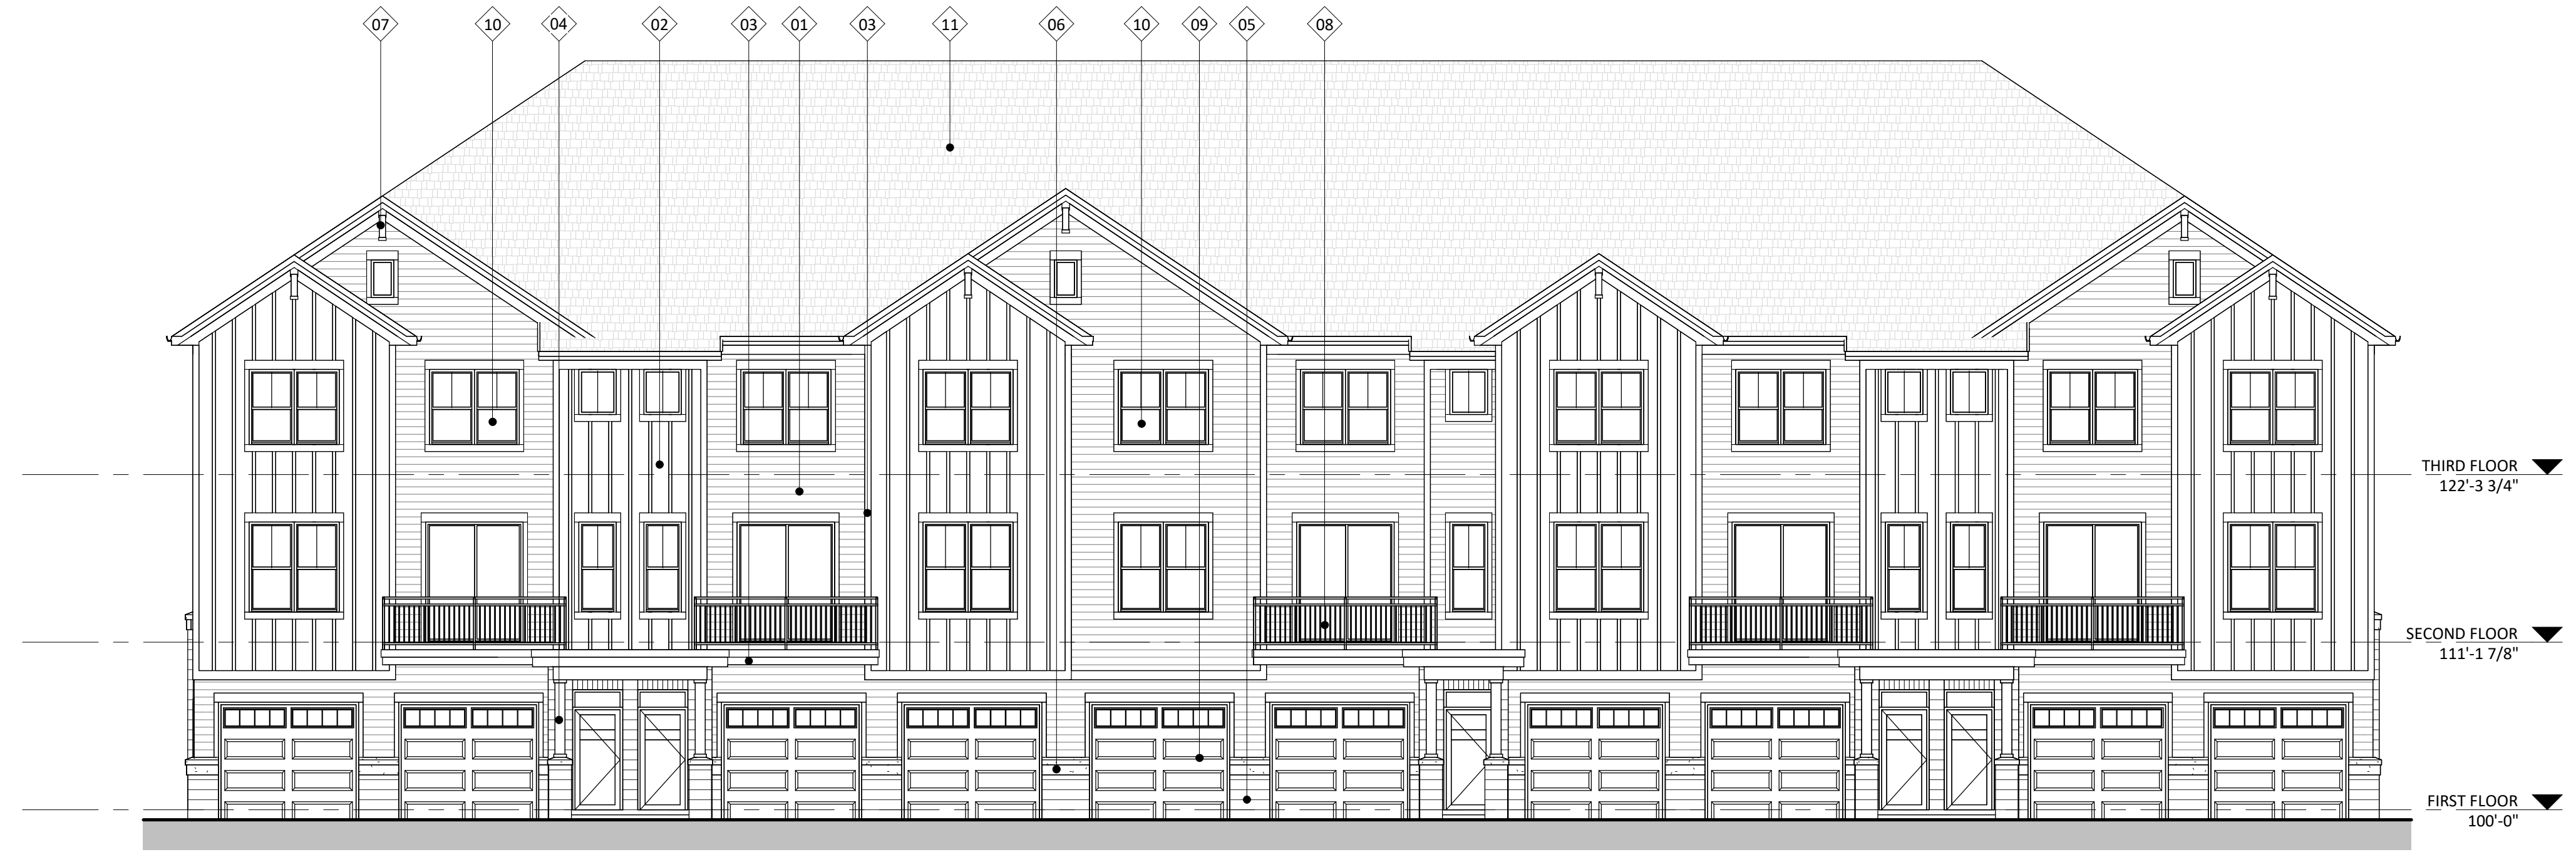 07 10 04 02 03 01 03 11 06 10 09 05 08
THIRD FLOOR
122'-3 3/4"
SECOND FLOOR
111'-1 7/8"
FIRST FLOOR
100'-0"